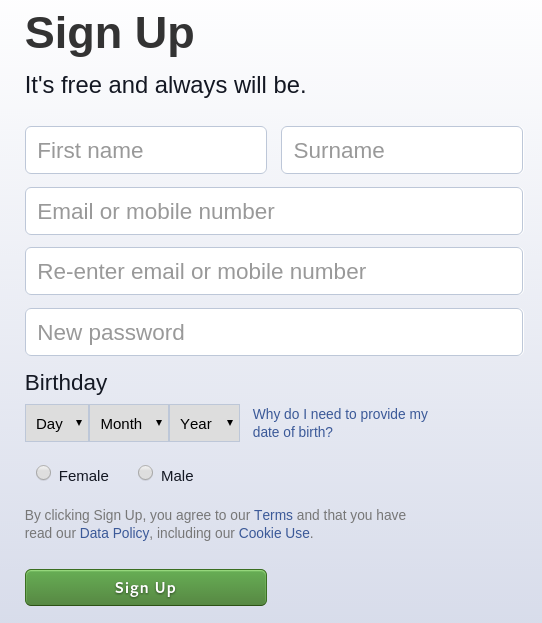 Sign Up
It's free and always will be.
First name Surname
Email or mobile number
Re-enter email or mobile number
New password
Birthday
Day Month Year Why do I need to provide my
date of birth?
Female Male
By clicking Sign Up, you agree to our Terms and that you have
read our Data Policy, including our Cookie Use.
Sign Up